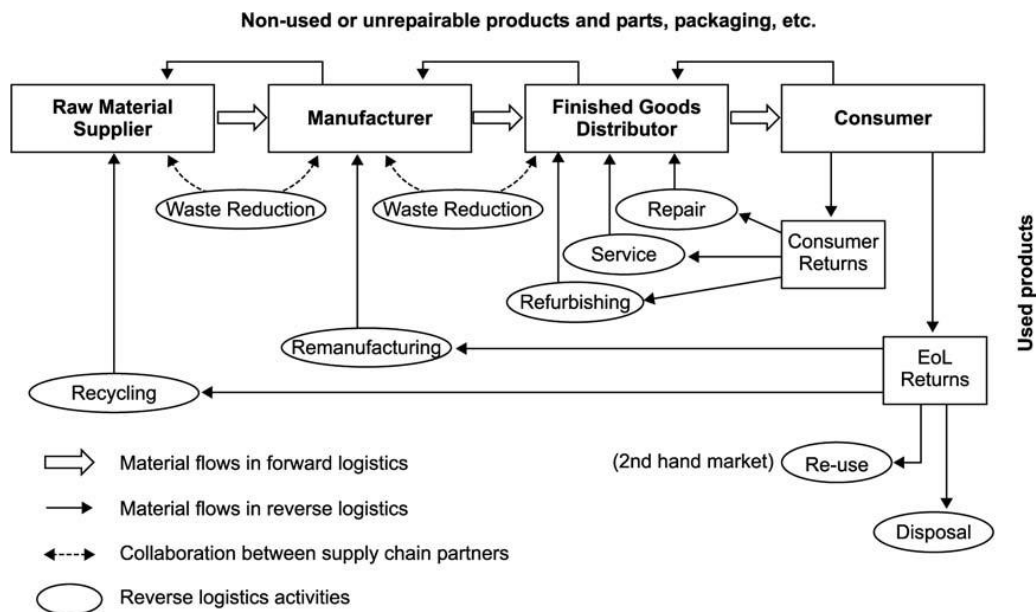 Non-used or unrepairable products and parts, packaging, etc.
Raw Material
Supplier
Manufacturer
Finished Goods
Distributor
Consumer
Waste Reduction
Waste Reduction
Repair
Consumer
Returns
Service
Refurbishing
Used products
Remanufacturing
EoL
Returns
Recycling
Material flows in forward logistics
(2nd hand market)
Re-use
Material flows in reverse logistics
Disposal
Collaboration between supply chain partners
Reverse logistics activities